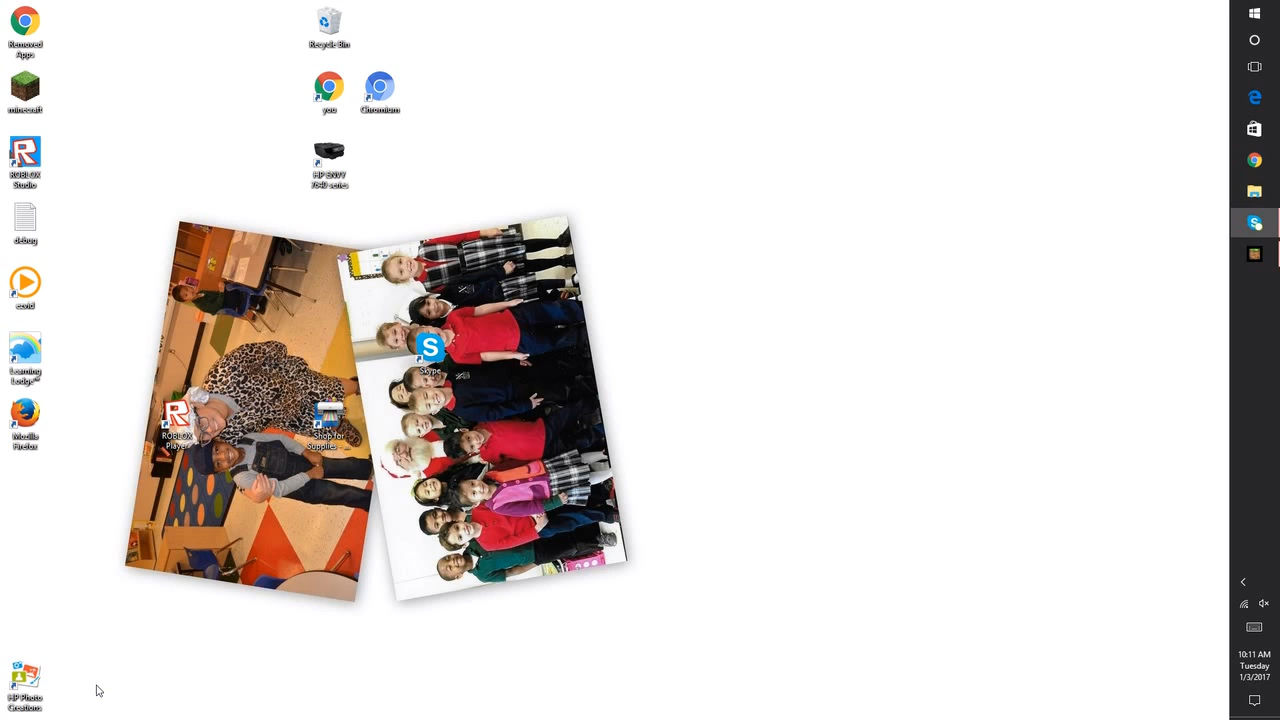 Removed
Apps
Recycle Bin
minecraft
you
Chromium
ROBLOX
Studio
HP ENVY
7640 series
debug
ezvid
Learning
Lodge
Skype
Mozilla
Firefox
ROBLOX
Player
Shop for
Supplies - ...
HP Photo
Creations
10:11 AM
Tuesday
1/3/2017